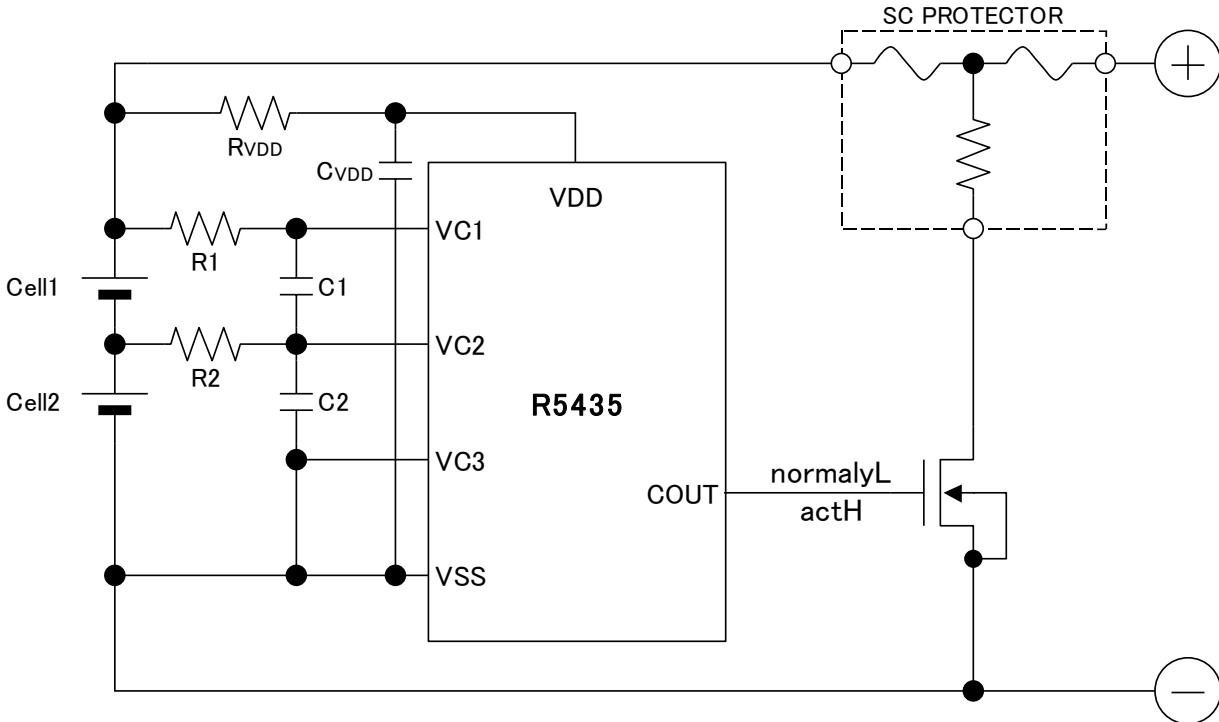 SC PROTECTOR
+
RVDD
CVDD
VDD
VC1
R1
Cell1
C1
VC2
R2
Cell2
C2
R5435
VC3
COUT
normalyL
actH
VSS
−